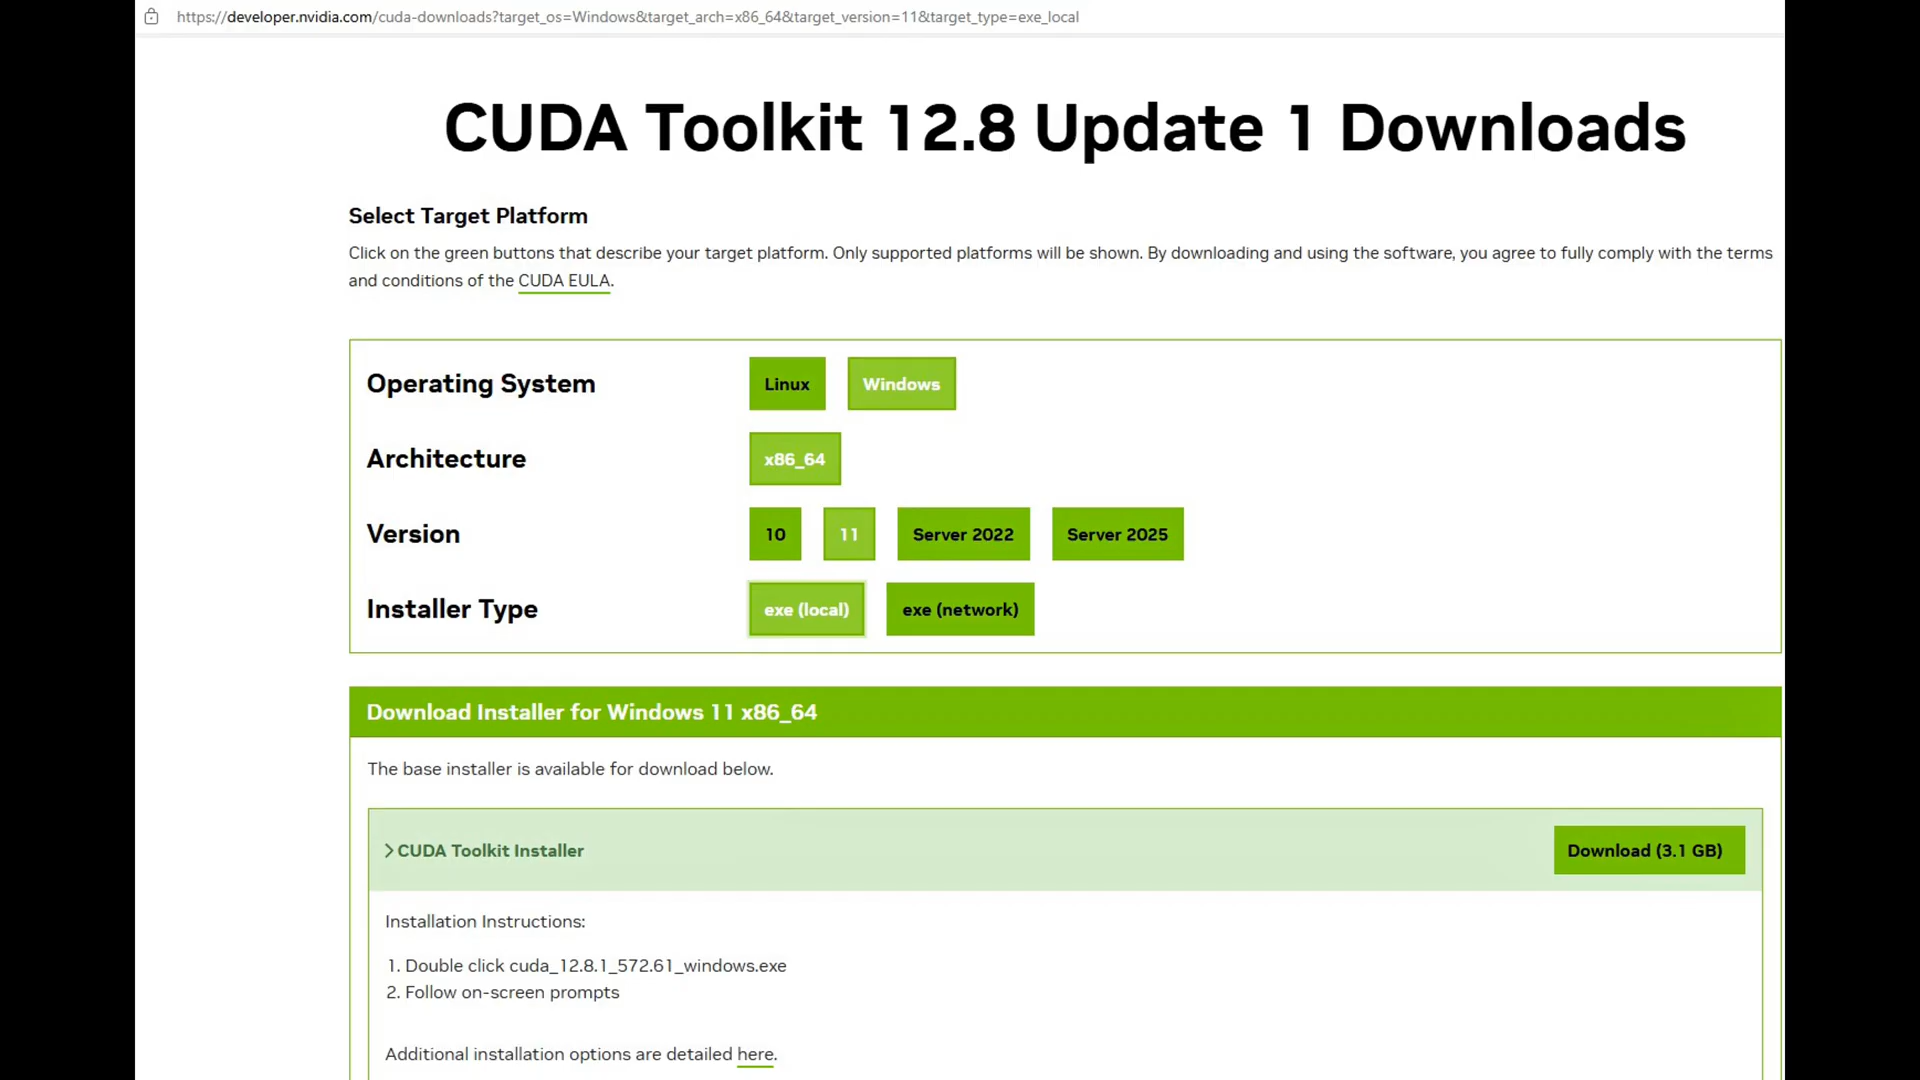 https://developer.nvidia.com/cuda-downloads?target_os=Windows&target_arch=x86_64&target_version=11&target_type=exe_local
CUDA Toolkit 12.8 Update 1 Downloads
Select Target Platform
Click on the green buttons that describe your target platform. Only supported platforms will be shown. By downloading and using the software, you agree to fully comply with the terms
and conditions of the CUDA EULA.
Operating System Linux Windows
Architecture x86_64
Version 10 11 Server 2022 Server 2025
Installer Type exe (local) exe (network)
Download Installer for Windows 11 x86_64
The base installer is available for download below.
CUDA Toolkit Installer Download (3.1 GB)
Installation Instructions:
1. Double click cuda_12.8.1_572.61_windows.exe
2. Follow on-screen prompts
Additional installation options are detailed here.